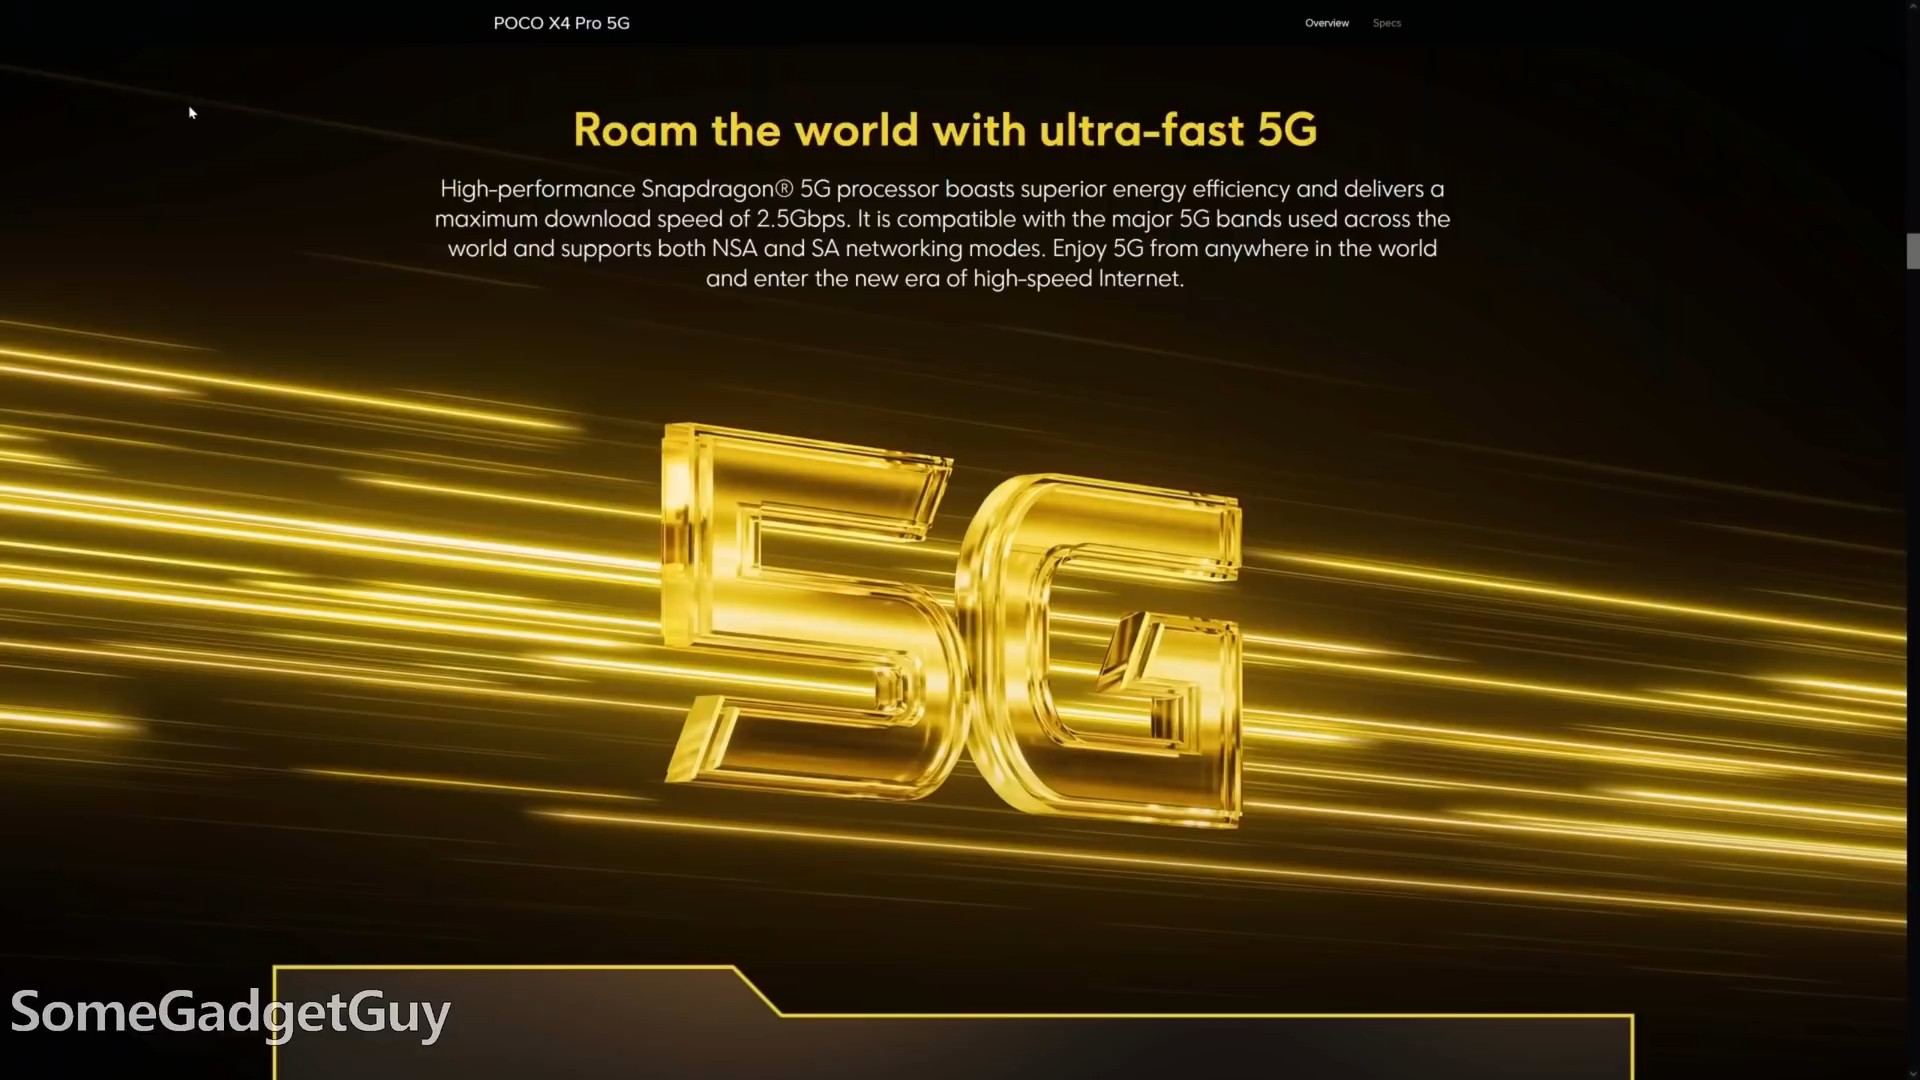 POCO X4 Pro 5G
Overview
Specs
Roam the world with ultra-fast 5G
High-performance Snapdragon® 5G processor boasts superior energy efficiency and delivers a
maximum download speed of 2.5Gbps. It is compatible with the major 5G bands used across the
world and supports both NSA and SA networking modes. Enjoy 5G from anywhere in the world
and enter the new era of high-speed Internet.
5G
SomeGadgetGuy